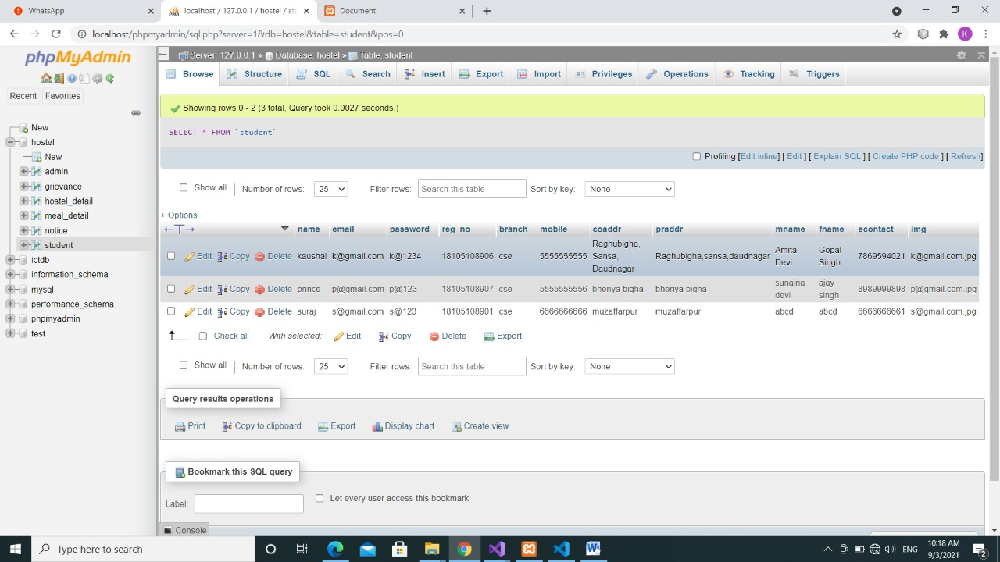 WhatsApp
localhost / 127.0.0.1 / hostel / stu
Document
localhost/phpmyadmin/sql.php?server=1&db=hostel&table=student&pos=0
K
phpMyAdmin
Recent Favorites
New
hostel
New
admin
grievance
hostel_detail
meal_detail
notice
student
ictdb
information_schema
mysql
performance_schema
phpmyadmin
test
Server: 127.0.0.1 » Database: hostel » Table: student
Browse Structure SQL Search Insert Export Import Privileges Operations Tracking Triggers
Showing rows 0 - 2 (3 total, Query took 0.0027 seconds.)
SELECT * FROM `student`
Profiling [Edit inline] [ Edit ] [ Explain SQL ] [ Create PHP code ] [ Refresh]
Show all | Number of rows: 25 Filter rows: Search this table Sort by key: None
+ Options
←T→ name email password reg_no branch mobile coaddr praddr mname fname econtact img
Edit Copy Delete kaushal k@gmail.com k@1234 18105108906 cse 5555555555 Raghubigha, Sansa, Daudnagar Raghubigha,sansa,daudnagar Amita Devi Gopal Singh 7869594021 k@gmail.com.jpg
Edit Copy Delete prince p@gmail.com p@123 18105108907 cse 5555555556 bheriya bigha bheriya bigha sunaina devi ajay singh 8989999898 p@gmail.com.jpg
Edit Copy Delete suraj s@gmail.com s@123 18105108901 cse 6666666666 muzaffarpur muzaffarpur abcd abcd 6666666661 s@gmail.com.jpg
Check all With selected: Edit Copy Delete Export
Show all | Number of rows: 25 Filter rows: Search this table Sort by key: None
Query results operations
Print Copy to clipboard Export Display chart Create view
Bookmark this SQL query
Label: Let every user access this bookmark
Console
Type here to search
ENG
10:18 AM
9/3/2021
2